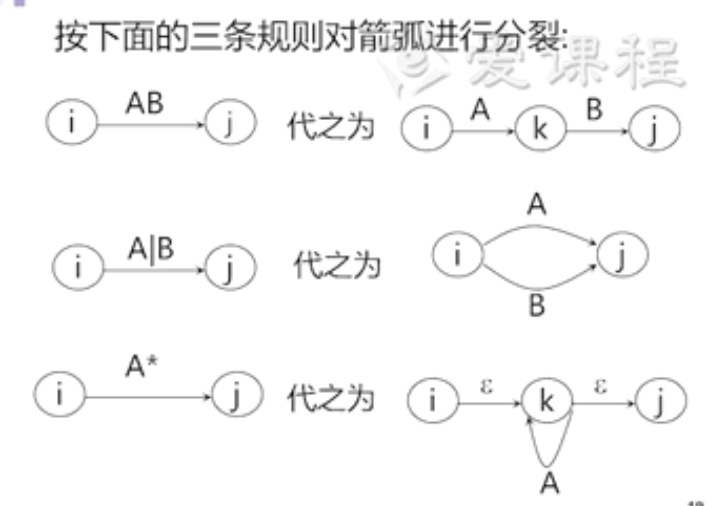 按下面的三条规则对箭弧进行分裂:
爱课程
i AB j 代之为 i A k B j
i A|B j 代之为 i A B j
i A* j 代之为 i ε k ε j A